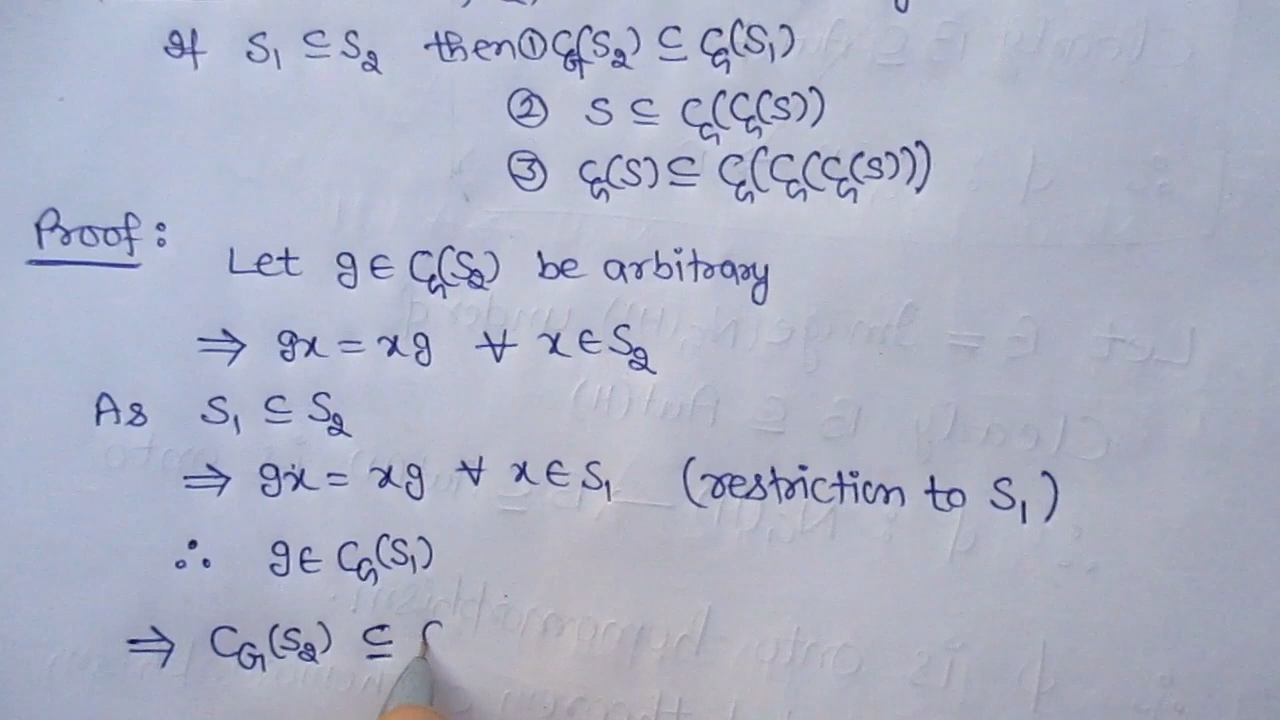 If S₁ ⊆ S₂ then ① C_G(S₂) ⊆ C_G(S₁)
② S ⊆ C_G(C_G(S))
③ C_G(S) ⊆ C_G(C_G(C_G(S)))
Proof:
Let g ∈ C_G(S₂) be arbitrary
⇒ gx = xg ∀ x ∈ S₂
As S₁ ⊆ S₂
⇒ gx = xg ∀ x ∈ S₁ (restriction to S₁)
∴ g ∈ C_G(S₁)
⇒ C_G(S₂) ⊆ C